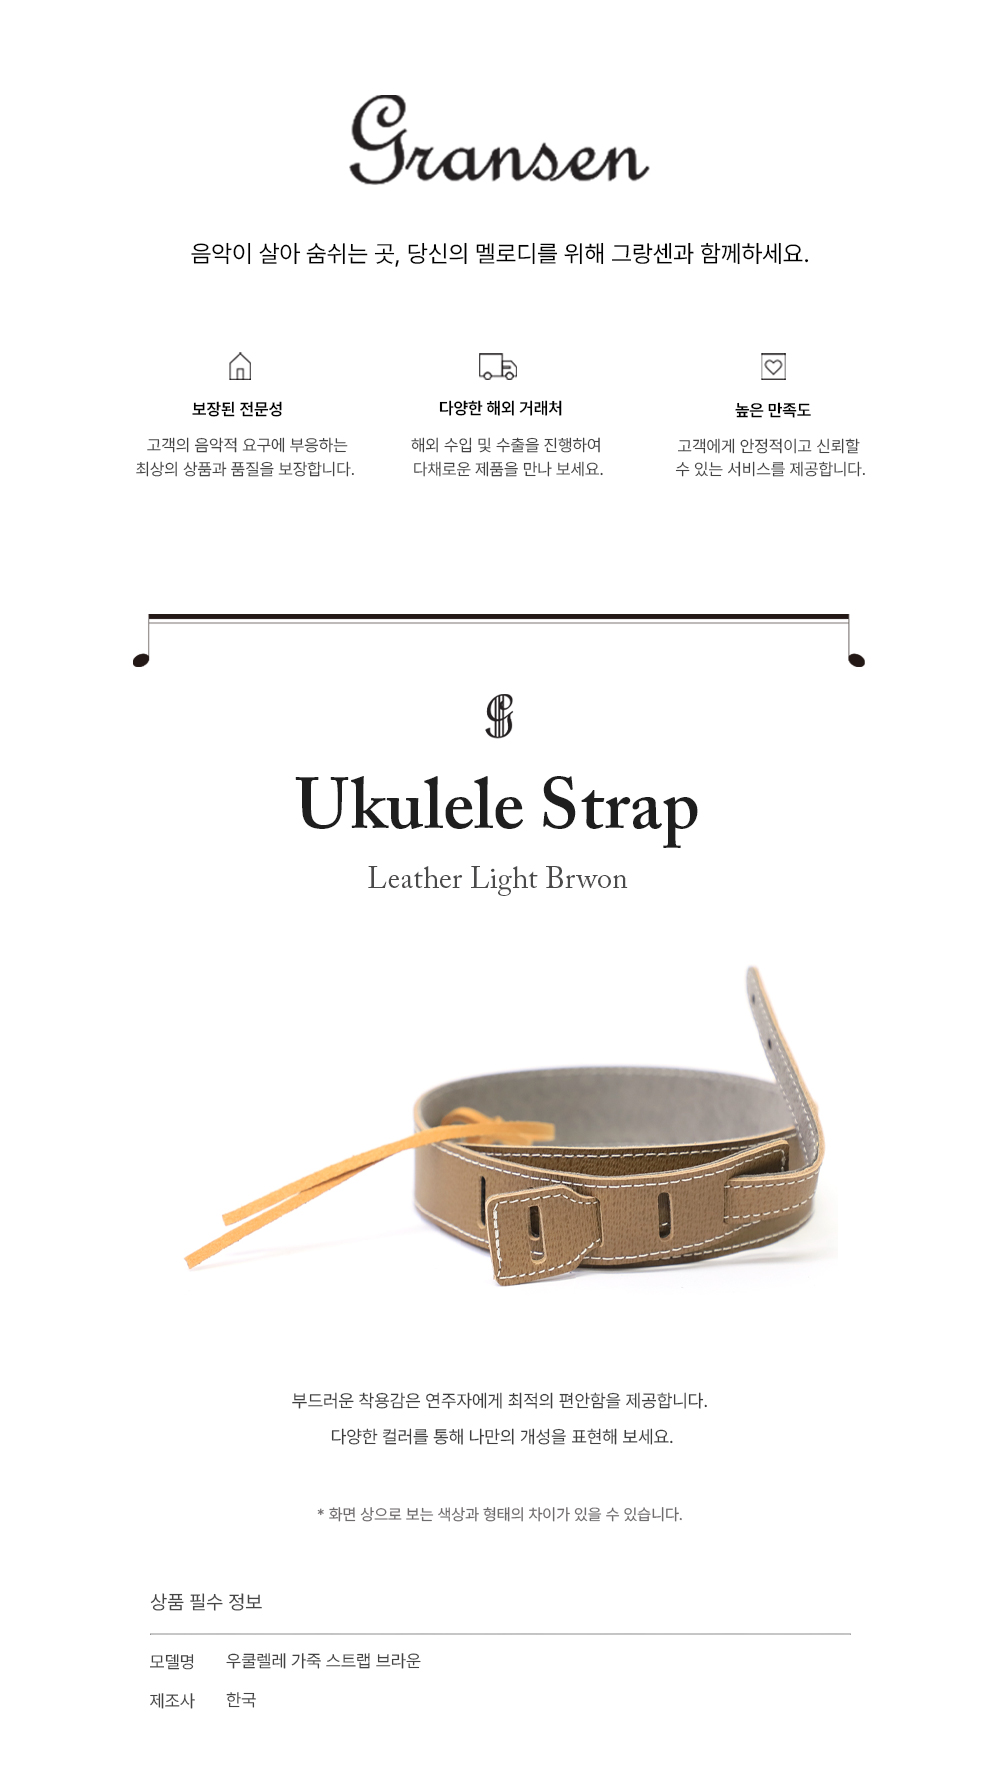 Gransen
음악이 살아 숨쉬는 곳, 당신의 멜로디를 위해 그랑센과 함께하세요.
보장된 전문성
고객의 음악적 요구에 부응하는
최상의 상품과 품질을 보장합니다.
다양한 해외 거래처
해외 수입 및 수출을 진행하여
다채로운 제품을 만나 보세요.
높은 만족도
고객에게 안정적이고 신뢰할
수 있는 서비스를 제공합니다.
Ukulele Strap
Leather Light Brwon
부드러운 착용감은 연주자에게 최적의 편안함을 제공합니다.
다양한 컬러를 통해 나만의 개성을 표현해 보세요.
* 화면 상으로 보는 색상과 형태의 차이가 있을 수 있습니다.
상품 필수 정보
모델명 우쿨렐레 가죽 스트랩 브라운
제조사 한국